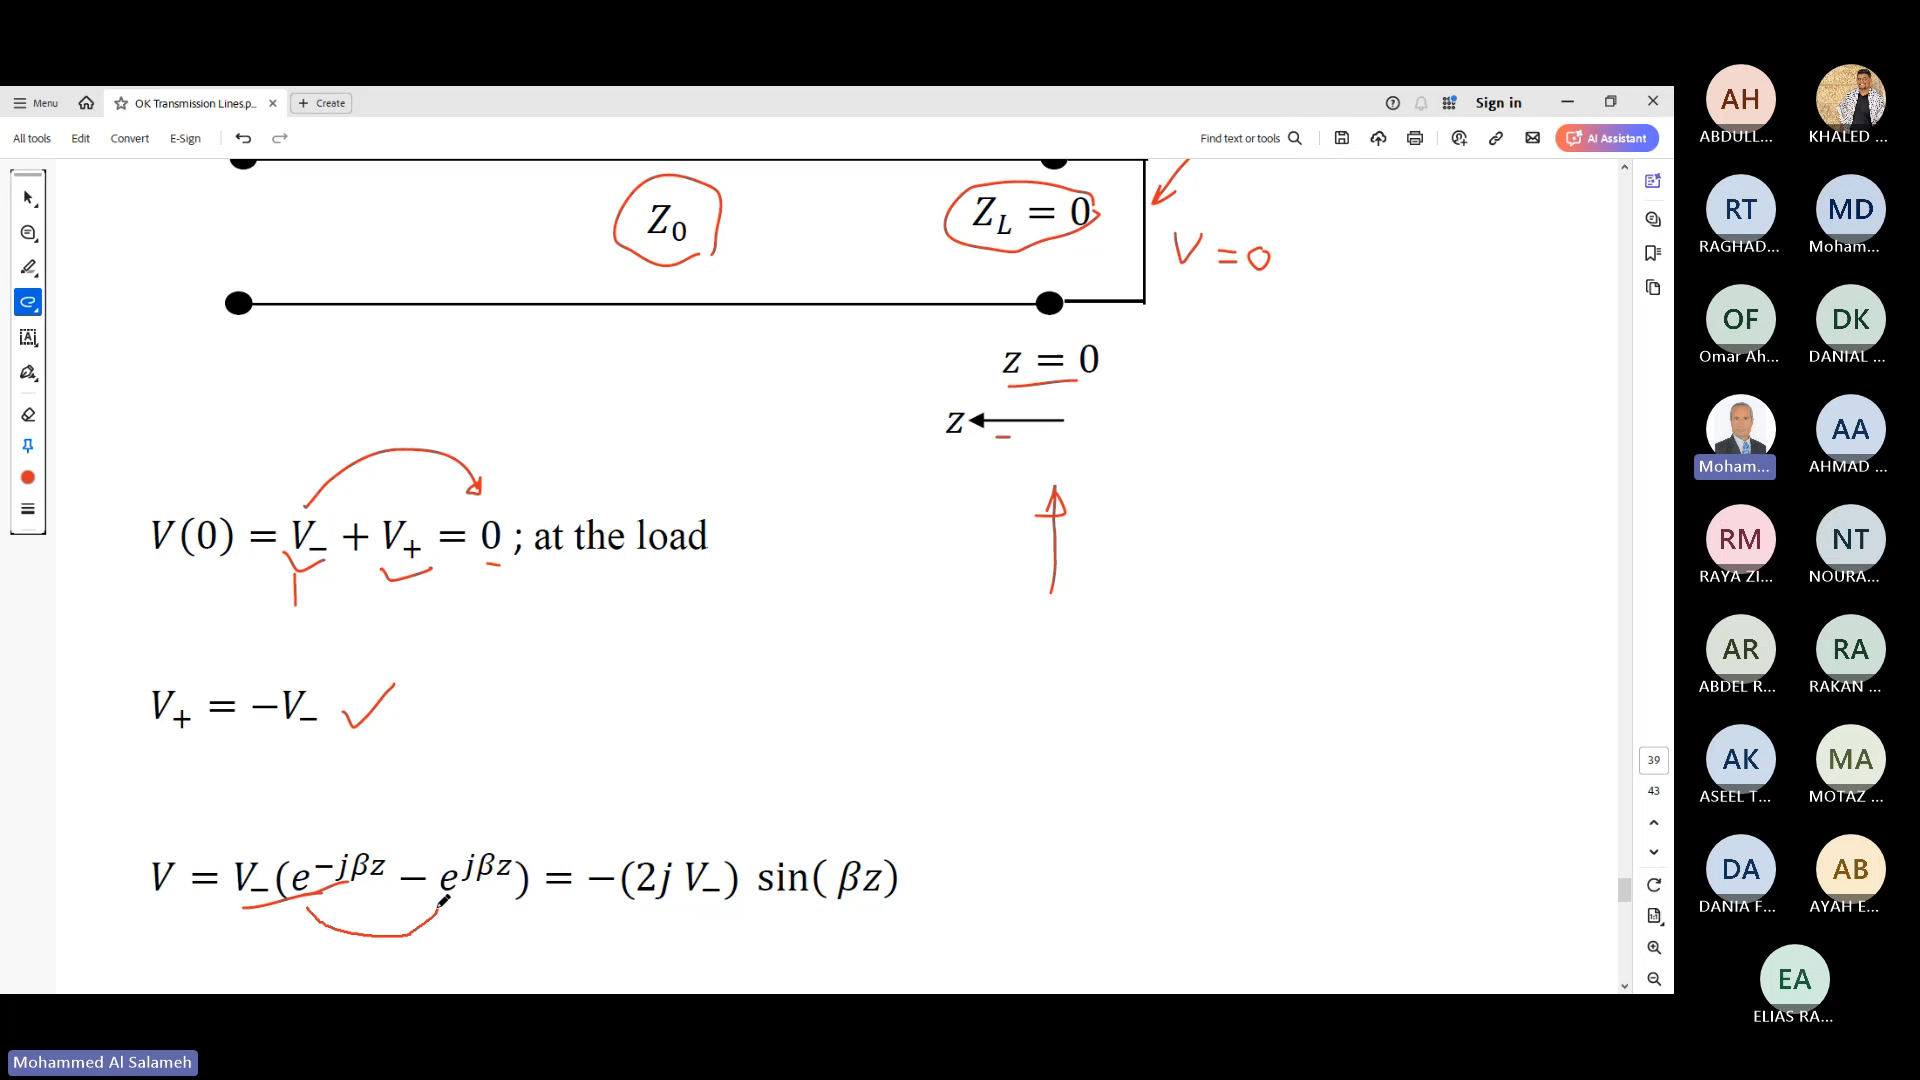 Menu
OK Transmission Lines.p...
Create
Sign in
All tools
Edit
Convert
E-Sign
Find text or tools
AI Assistant
Z₀
Z_L = 0
V = 0
z = 0
z
V(0) = V₋ + V₊ = 0 ; at the load
V₊ = −V₋
V = V₋(e^{−jβz} − e^{jβz}) = −(2j V₋) sin( βz)
39
43
AH
ABDULL...
KHALED ...
RT
RAGHAD...
MD
Moham...
OF
Omar Ah...
DK
DANIAL ...
Moham...
AA
AHMAD ...
RM
RAYA ZI...
NT
NOURA...
AR
ABDEL R...
RA
RAKAN ...
AK
ASEEL T...
MA
MOTAZ ...
DA
DANIA F...
AB
AYAH E...
EA
ELIAS RA...
Mohammed Al Salameh